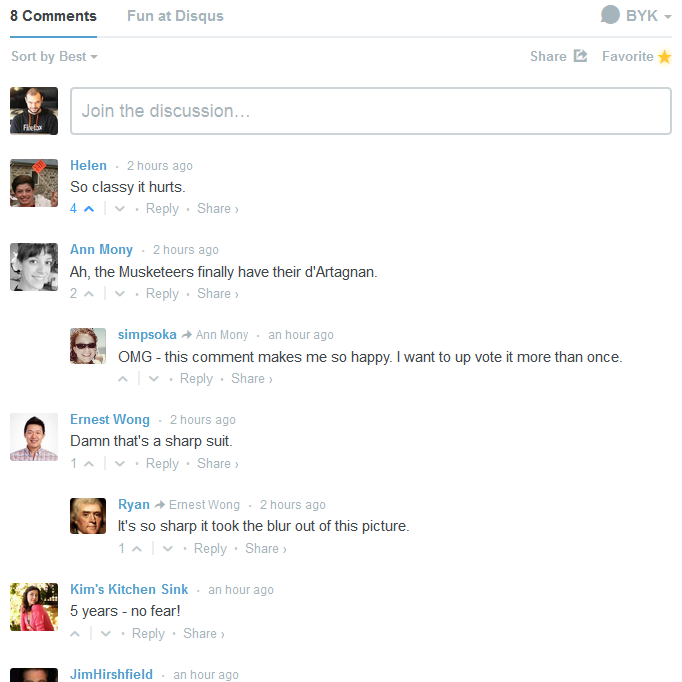 8 Comments Fun at Disqus BYK
Sort by Best Share Favorite
Firefox
Join the discussion…
Helen · 2 hours ago
So classy it hurts.
4 | · Reply · Share ›
Ann Mony · 2 hours ago
Ah, the Musketeers finally have their d'Artagnan.
2 | · Reply · Share ›
simpsoka Ann Mony · an hour ago
OMG - this comment makes me so happy. I want to up vote it more than once.
| · Reply · Share ›
Ernest Wong · 2 hours ago
Damn that's a sharp suit.
1 | · Reply · Share ›
Ryan Ernest Wong · 2 hours ago
It's so sharp it took the blur out of this picture.
1 | · Reply · Share ›
Kim's Kitchen Sink · an hour ago
5 years - no fear!
| · Reply · Share ›
JimHirshfield · an hour ago